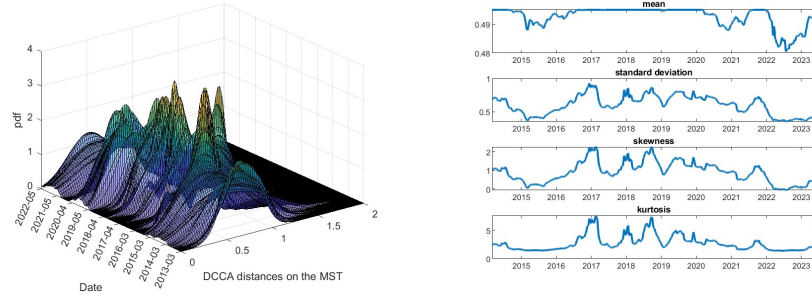 4
3
2
1
0
pdf
2022-05
2021-05
2020-04
2019-05
2018-04
2017-04
2016-03
2015-03
2014-03
2013-03
Date
0
0.5
1
1.5
2
DCCA distances on the MST
mean
0.49
0.48
2015 2016 2017 2018 2019 2020 2021 2022 2023
standard deviation
1
0.5
2015 2016 2017 2018 2019 2020 2021 2022 2023
skewness
2
1
0
2015 2016 2017 2018 2019 2020 2021 2022 2023
kurtosis
5
0
2015 2016 2017 2018 2019 2020 2021 2022 2023